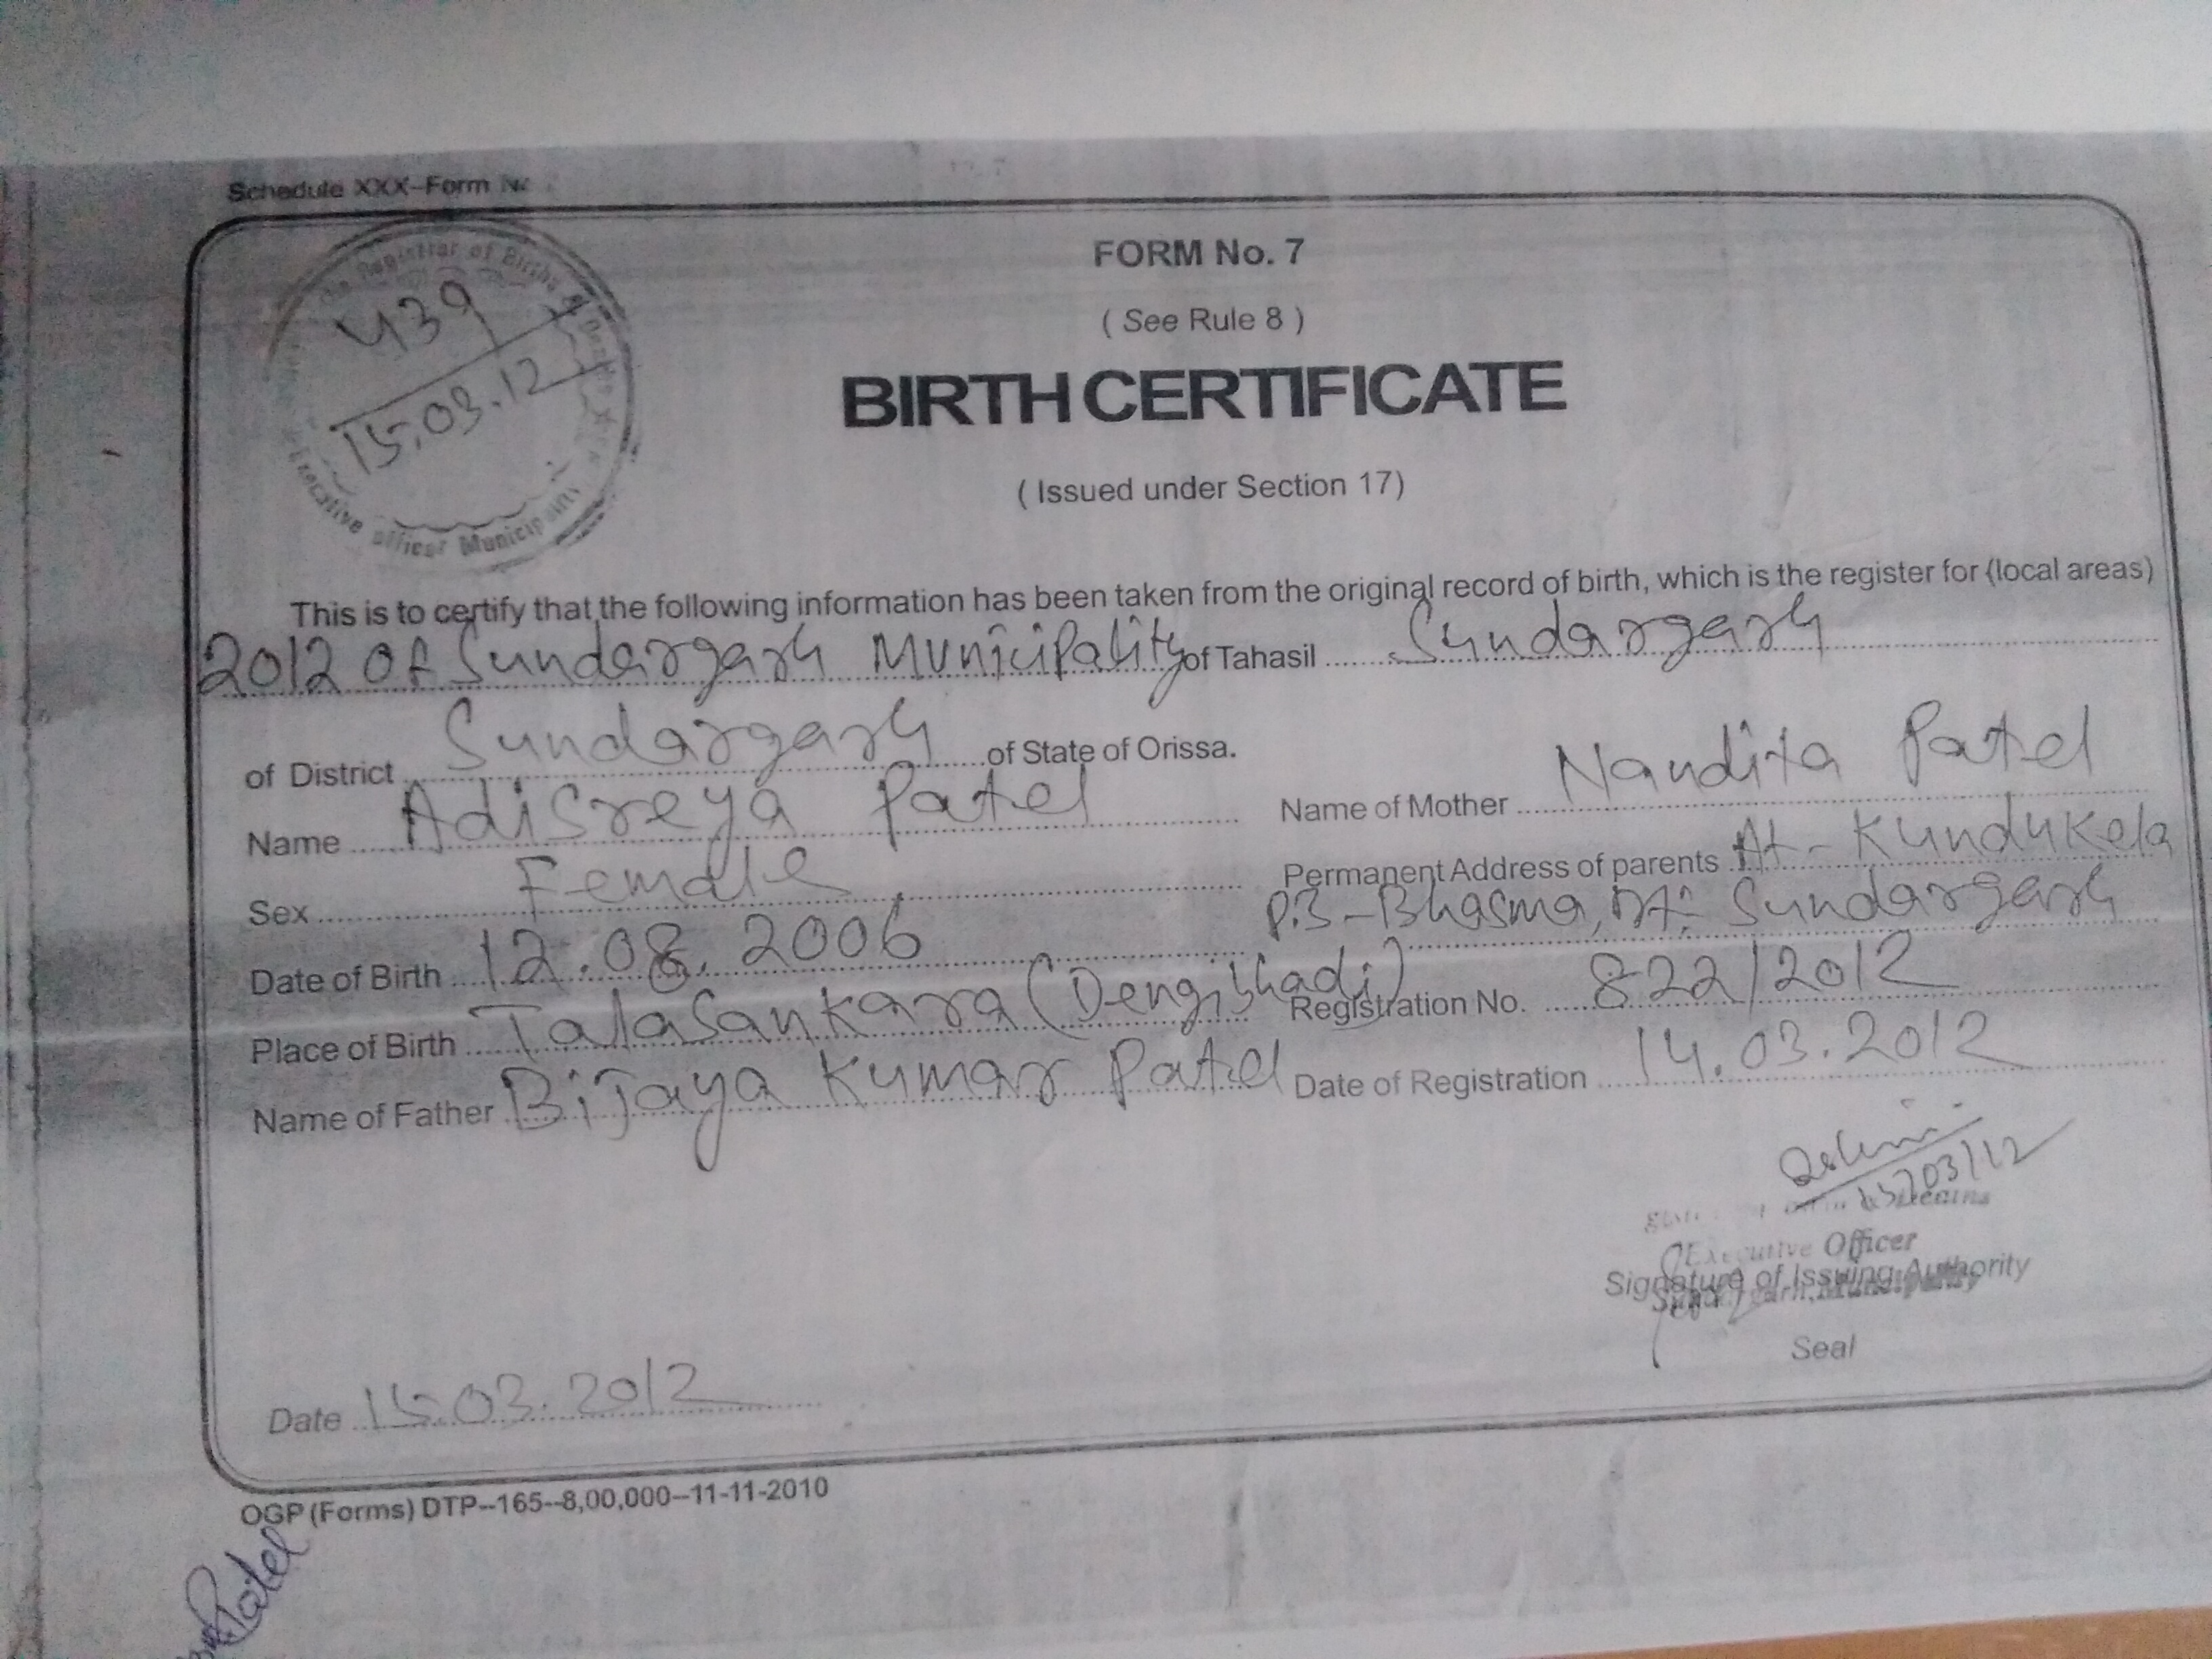 Schedule XXX-Form
FORM No. 7
( See Rule 8 )
BIRTH CERTIFICATE
( Issued under Section 17)
Registrar of Births
439
15.03.12
Executive officer Municipality
This is to certify that the following information has been taken from the original record of birth, which is the register for (local areas)
2012 Of Sundargarh Municipality of Tahasil Sundargarh
of District Sundargarh of State of Orissa.
Name Adisreya Patel
Sex Female
Date of Birth 12.08.2006
Place of Birth Talasankara (Dengibhadi)
Name of Father Bijaya Kumar Patel
Name of Mother Nandita Patel
Permanent Address of parents At - Kundukela
P.S - Bhasma, Dt: Sundargarh
Registration No. 822/2012
Date of Registration 14.03.2012
15/03/12
Executive Officer
Signature of Issuing Authority
Seal
Date 15.03.2012
OGP (Forms) DTP--165--8,00,000--11-11-2010
Patel